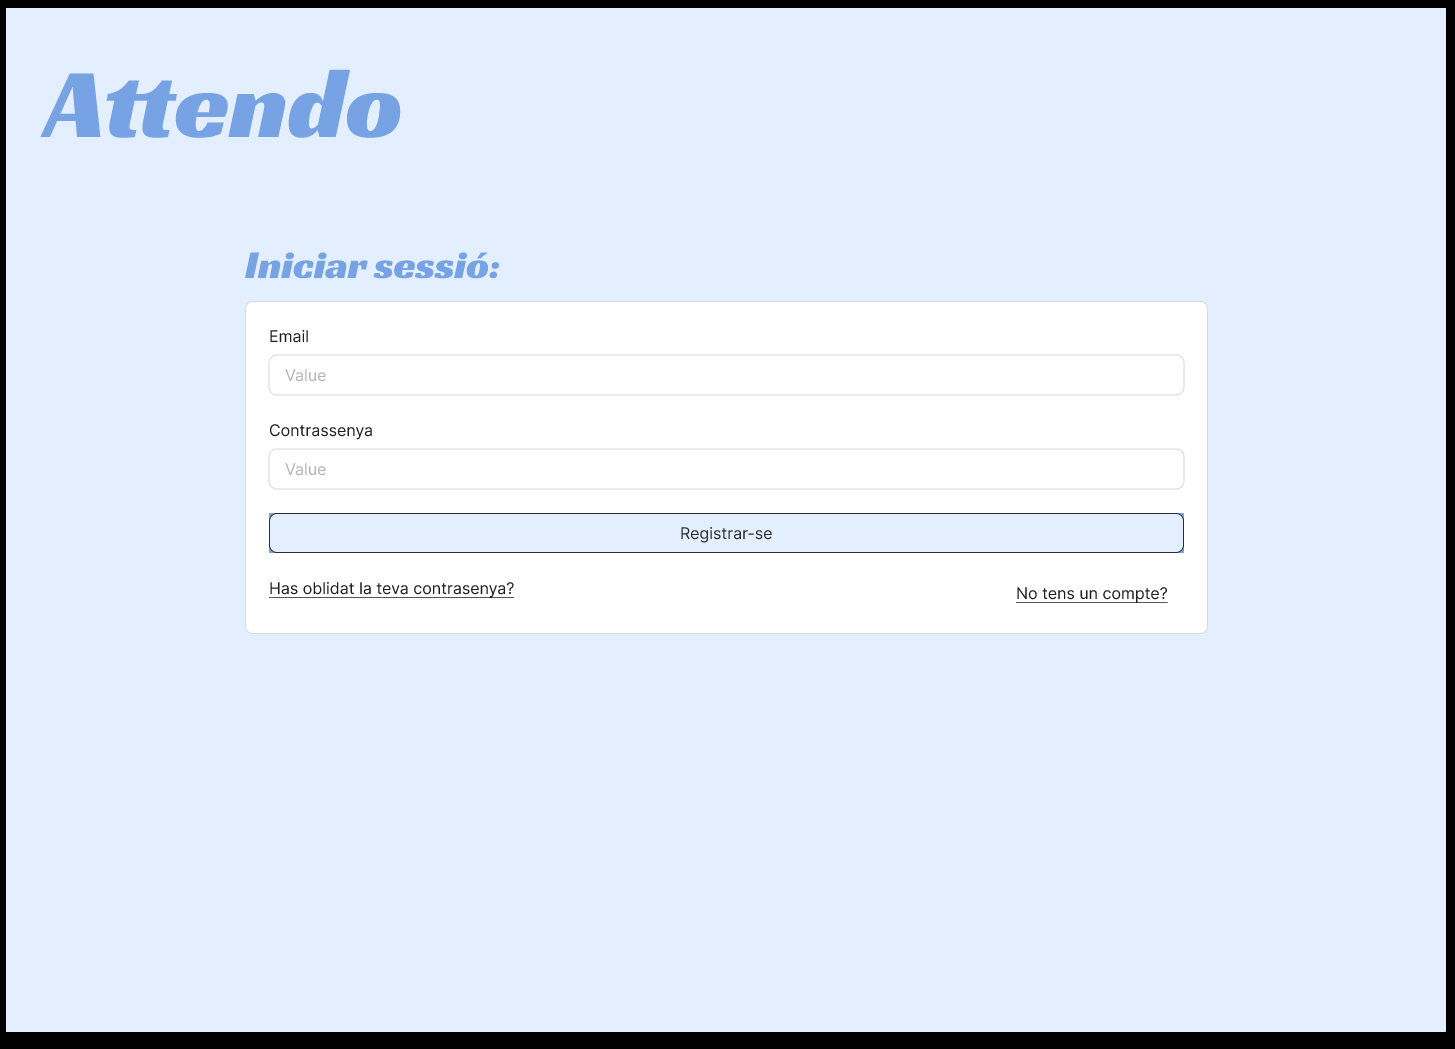 Attendo
Iniciar sessió:
Email
Value
Contrassenya
Value
Registrar-se
Has oblidat la teva contrasenya?
No tens un compte?